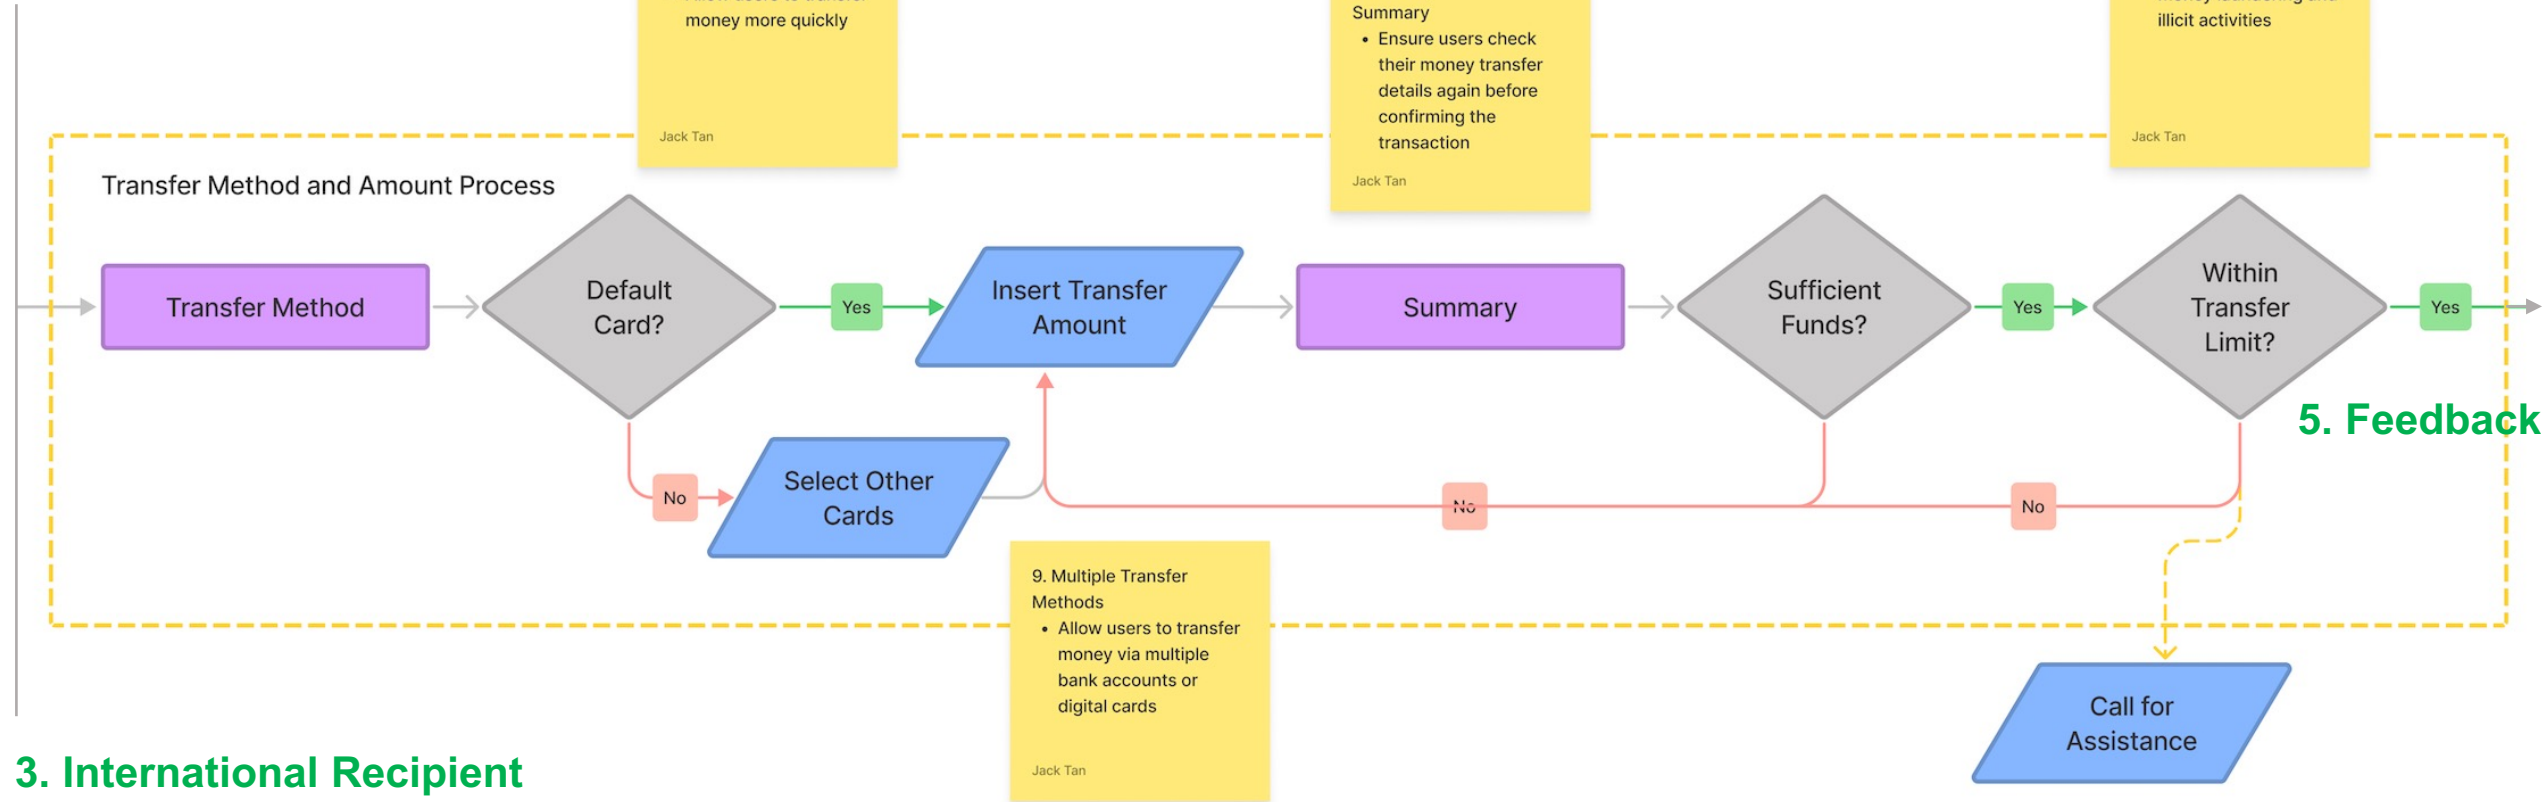 money more quickly
Jack Tan
Summary
• Ensure users check
their money transfer
details again before
confirming the
transaction
Jack Tan
illicit activities
Jack Tan
Transfer Method and Amount Process
Transfer Method
Default
Card?
Yes
Insert Transfer
Amount
Summary
Sufficient
Funds?
Yes
Within
Transfer
Limit?
Yes
5. Feedback
No
Select Other
Cards
No
No
9. Multiple Transfer
Methods
• Allow users to transfer
money via multiple
bank accounts or
digital cards
Jack Tan
Call for
Assistance
3. International Recipient